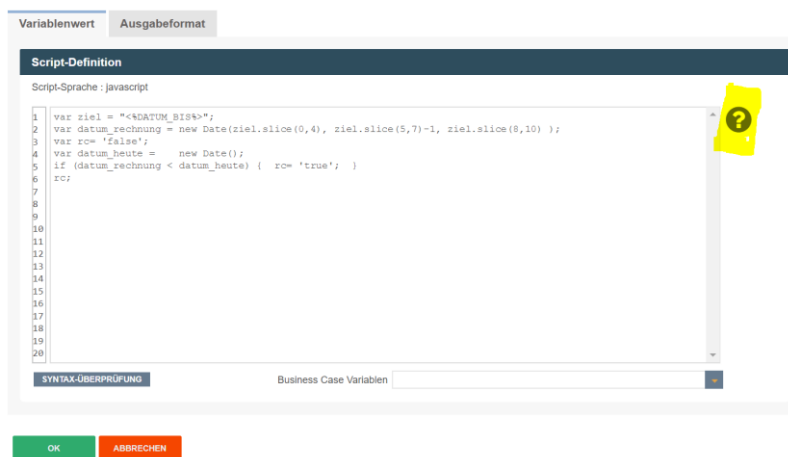 Variablenwert Ausgabeformat
Script-Definition
Script-Sprache : javascript
1 var ziel = "<%DATUM_BIS%>";
2 var datum_rechnung = new Date(ziel.slice(0,4), ziel.slice(5,7)-1, ziel.slice(8,10) );
3 var rc= 'false';
4 var datum_heute =    new Date();
5 if (datum_rechnung < datum_heute) {  rc= 'true';  }
6 rc;
7
8
9
10
11
12
13
14
15
16
17
18
19
20
?
SYNTAX-ÜBERPRÜFUNG Business Case Variablen
OK ABBRECHEN